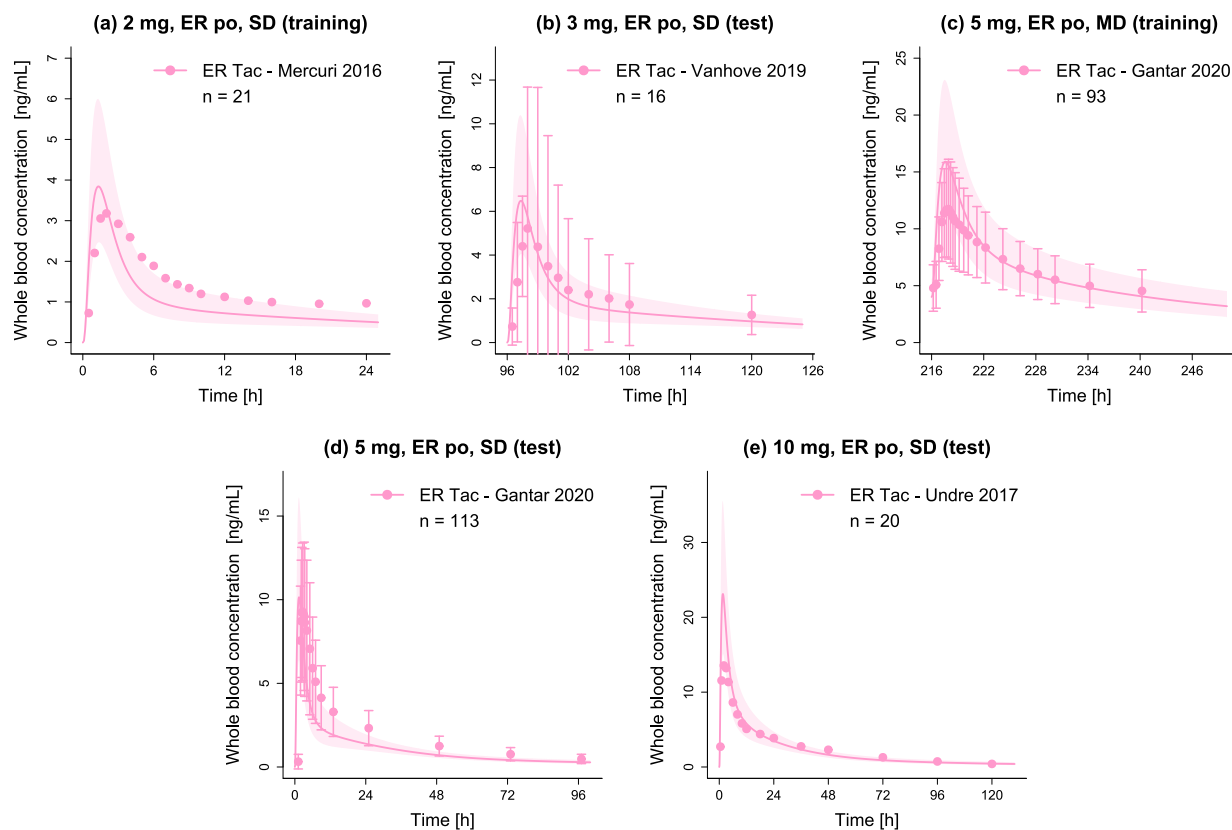 (a) 2 mg, ER po, SD (training)
ER Tac - Mercuri 2016
n = 21
Whole blood concentration [ng/mL]
0 1 2 3 4 5 6 7
0 6 12 18 24
Time [h]
(b) 3 mg, ER po, SD (test)
ER Tac - Vanhove 2019
n = 16
Whole blood concentration [ng/mL]
0 2 4 6 8 10 12
96 102 108 114 120 126
Time [h]
(c) 5 mg, ER po, MD (training)
ER Tac - Gantar 2020
n = 93
Whole blood concentration [ng/mL]
0 5 10 15 20 25
216 222 228 234 240 246
Time [h]
(d) 5 mg, ER po, SD (test)
ER Tac - Gantar 2020
n = 113
Whole blood concentration [ng/mL]
0 5 10 15
0 24 48 72 96
Time [h]
(e) 10 mg, ER po, SD (test)
ER Tac - Undre 2017
n = 20
Whole blood concentration [ng/mL]
0 10 20 30
0 24 48 72 96 120
Time [h]